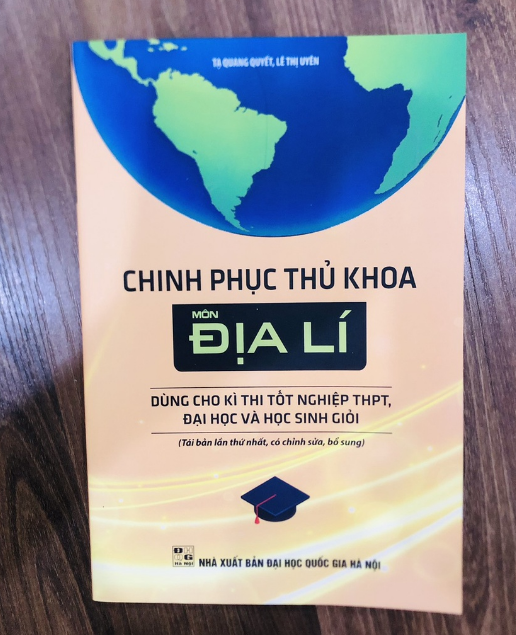 TẠ QUANG QUYẾT, LÊ THỊ UYÊN
CHINH PHỤC THỦ KHOA
MÔN
ĐỊA LÍ
DÙNG CHO KÌ THI TỐT NGHIỆP THPT,
ĐẠI HỌC VÀ HỌC SINH GIỎI
(Tái bản lần thứ nhất, có chỉnh sửa, bổ sung)
HÀ NỘI
NHÀ XUẤT BẢN ĐẠI HỌC QUỐC GIA HÀ NỘI